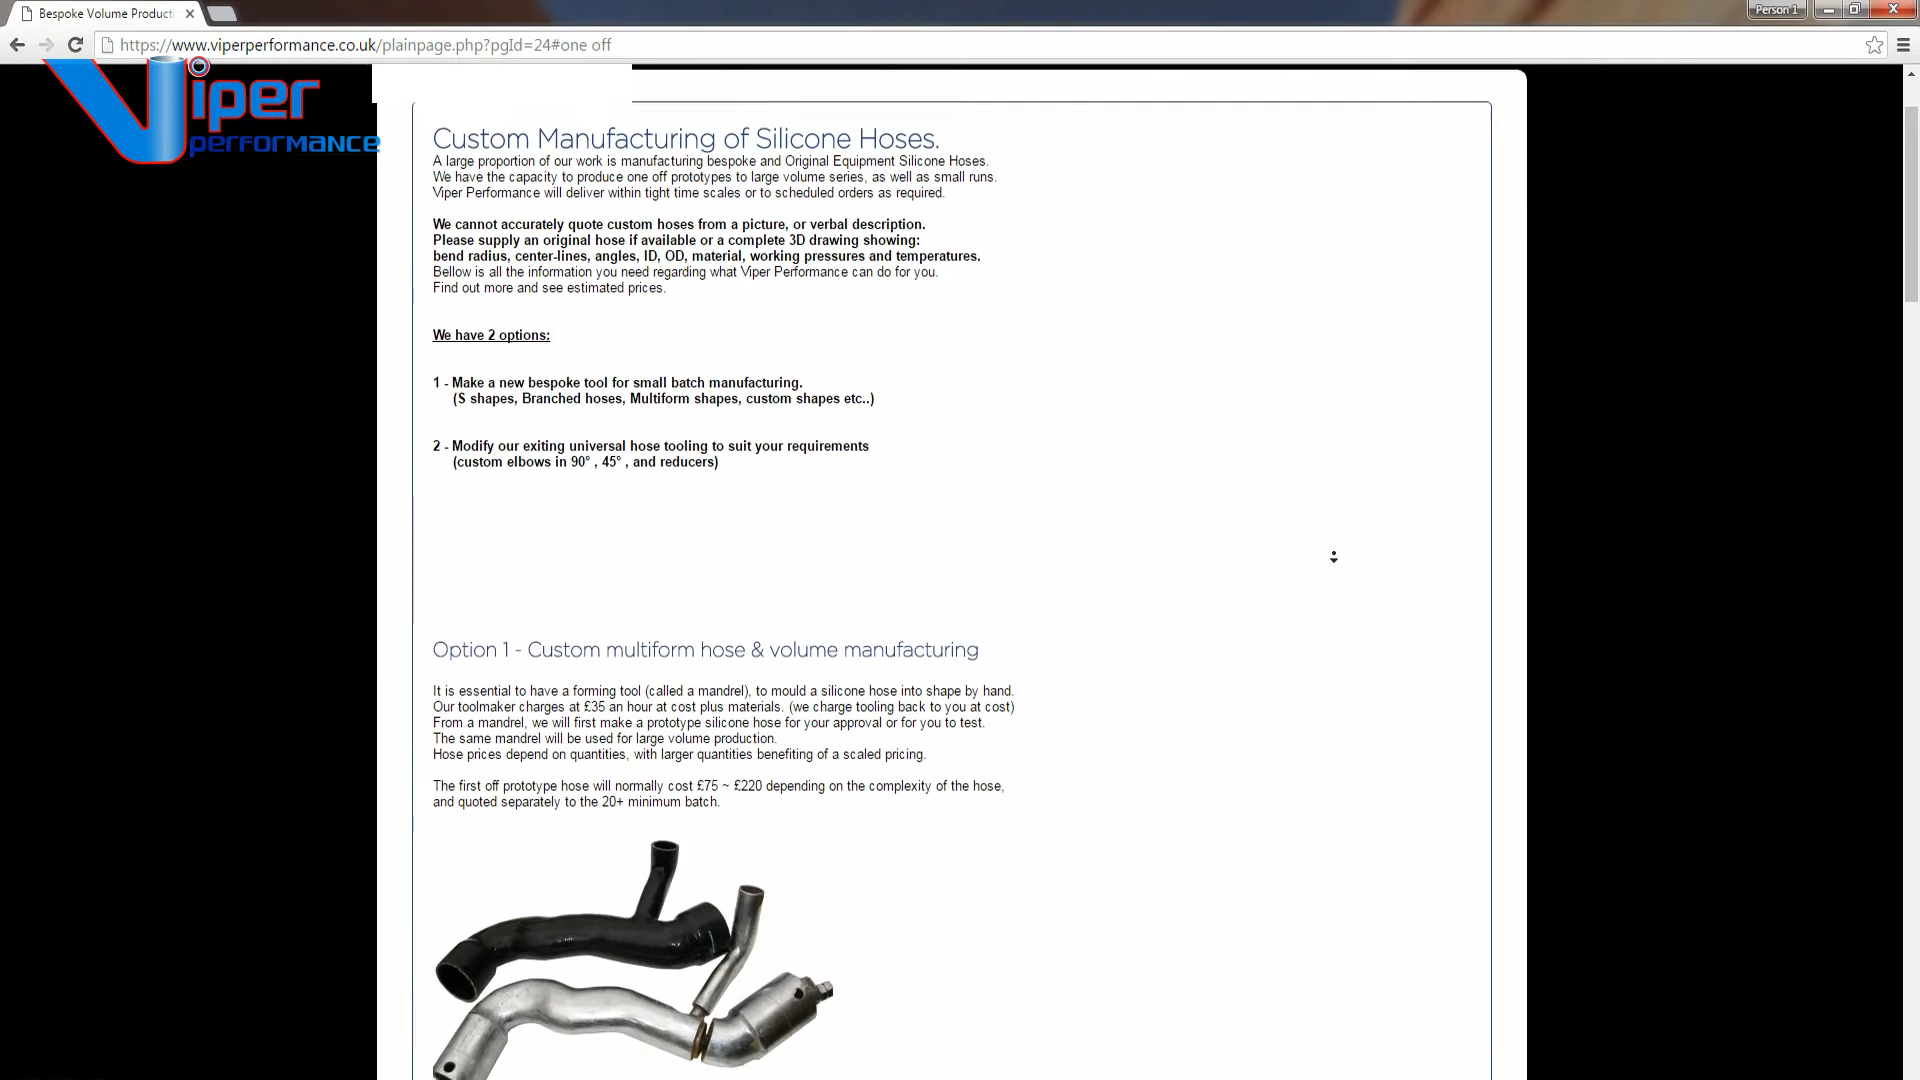 Bespoke Volume Product
Person 1
https://www.viperperformance.co.uk/plainpage.php?pgId=24#one off
Viper
Performance
Custom Manufacturing of Silicone Hoses.
A large proportion of our work is manufacturing bespoke and Original Equipment Silicone Hoses.
We have the capacity to produce one off prototypes to large volume series, as well as small runs.
Viper Performance will deliver within tight time scales or to scheduled orders as required.
We cannot accurately quote custom hoses from a picture, or verbal description.
Please supply an original hose if available or a complete 3D drawing showing:
bend radius, center-lines, angles, ID, OD, material, working pressures and temperatures.
Bellow is all the information you need regarding what Viper Performance can do for you.
Find out more and see estimated prices.
We have 2 options:
1 - Make a new bespoke tool for small batch manufacturing.
(S shapes, Branched hoses, Multiform shapes, custom shapes etc..)
2 - Modify our exiting universal hose tooling to suit your requirements
(custom elbows in 90° , 45° , and reducers)
Option 1 - Custom multiform hose & volume manufacturing
It is essential to have a forming tool (called a mandrel), to mould a silicone hose into shape by hand.
Our toolmaker charges at £35 an hour at cost plus materials. (we charge tooling back to you at cost)
From a mandrel, we will first make a prototype silicone hose for your approval or for you to test.
The same mandrel will be used for large volume production.
Hose prices depend on quantities, with larger quantities benefiting of a scaled pricing.
The first off prototype hose will normally cost £75 ~ £220 depending on the complexity of the hose,
and quoted separately to the 20+ minimum batch.